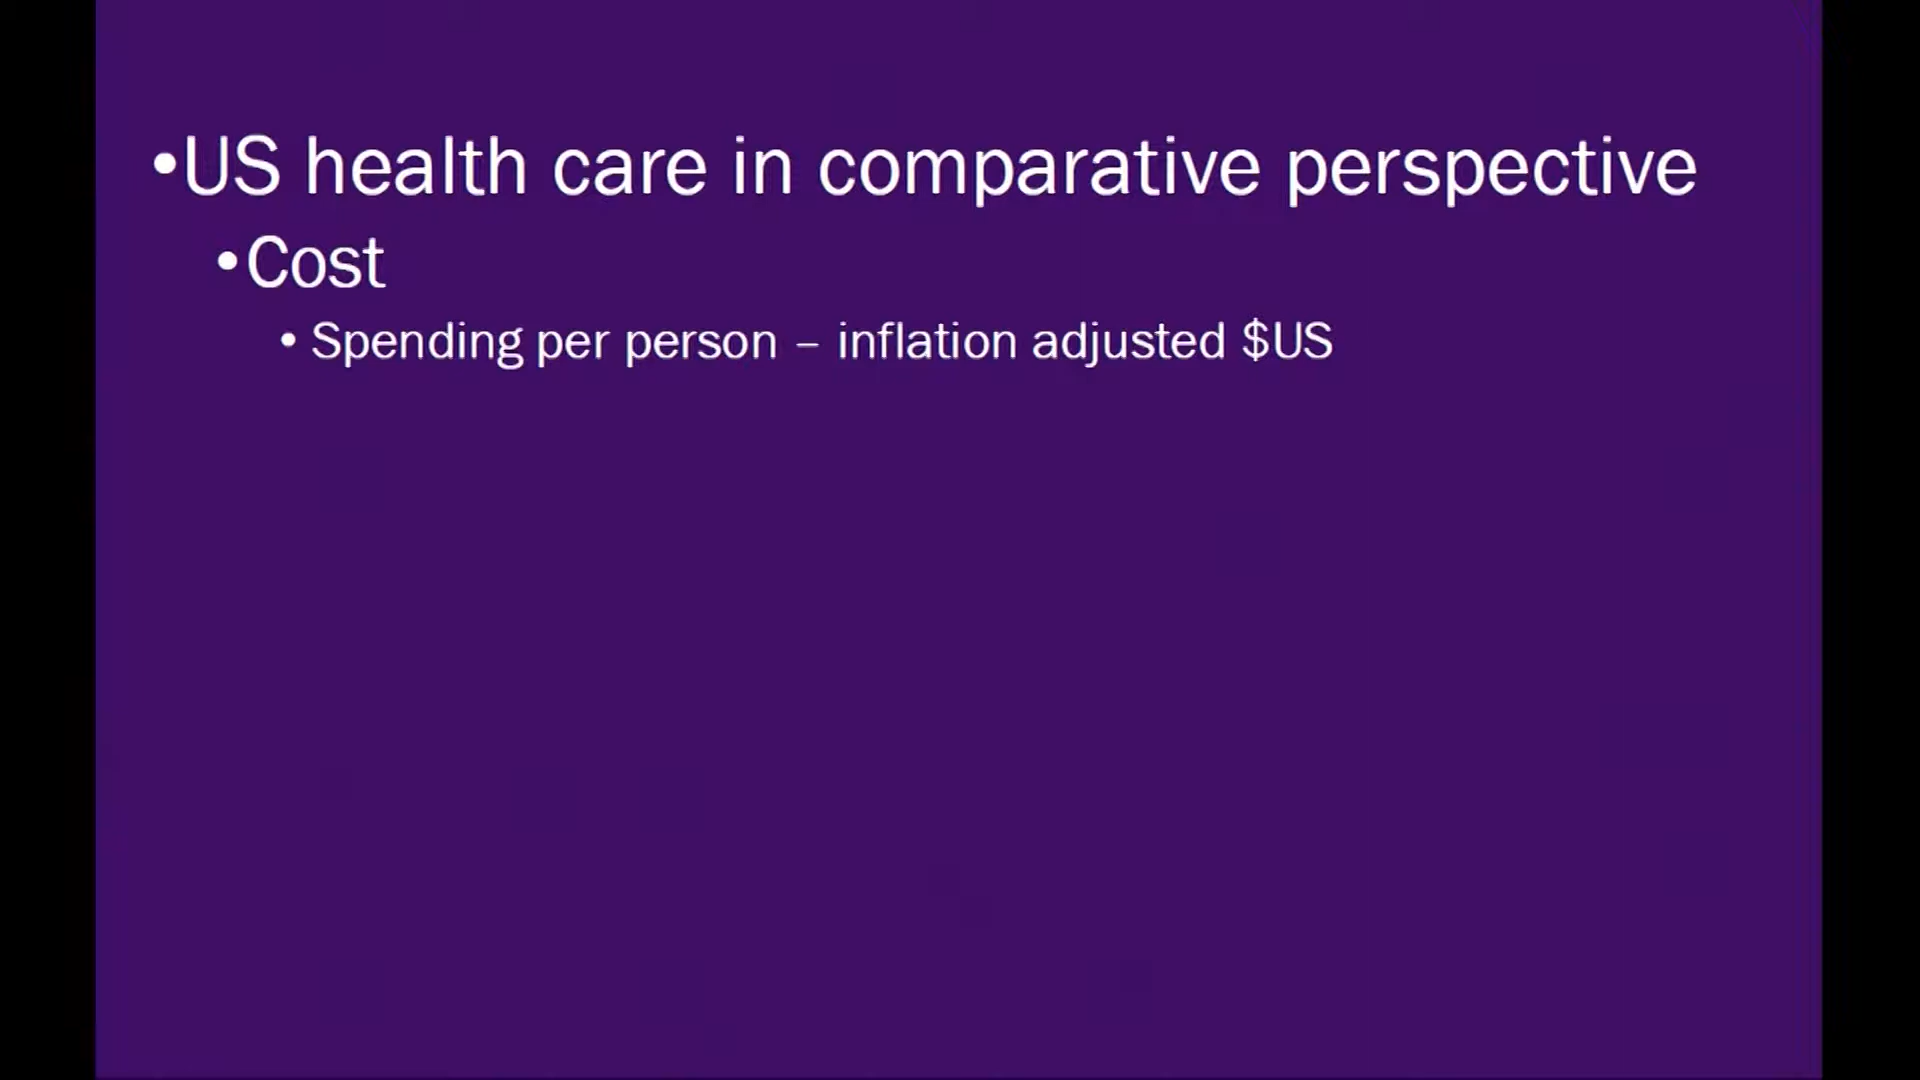 •US health care in comparative perspective
•Cost
• Spending per person – inflation adjusted $US